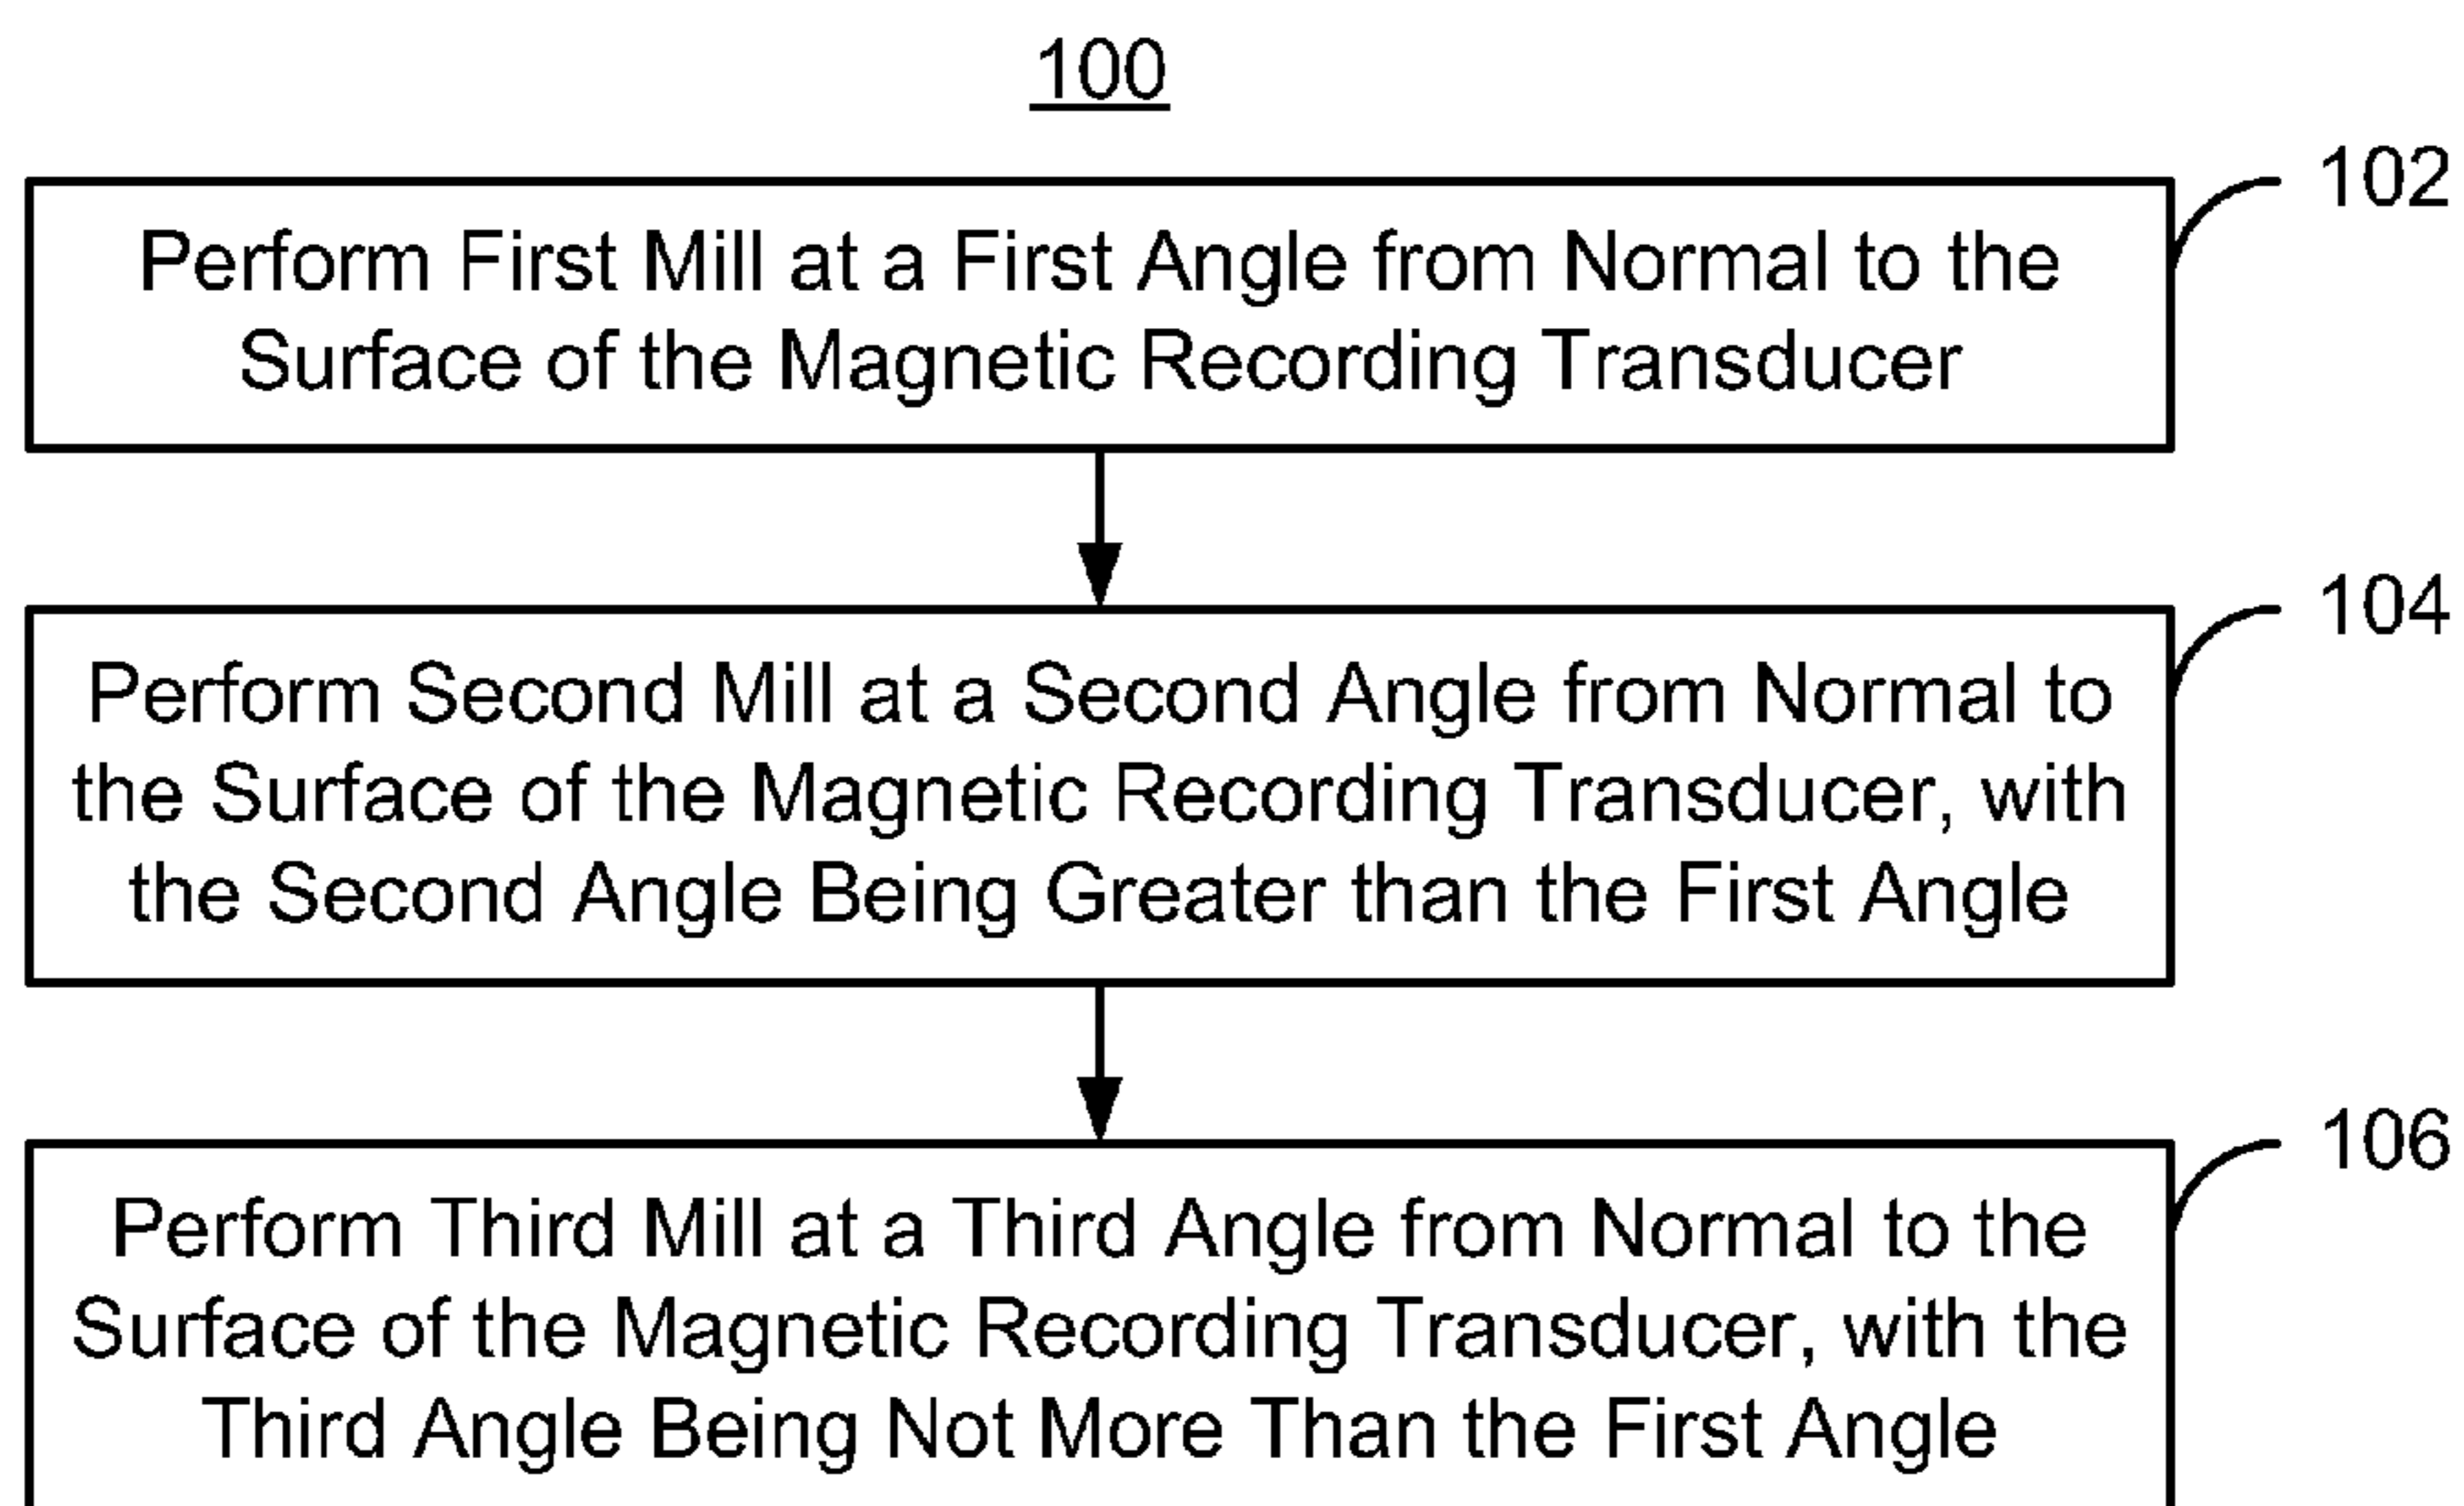 100
102
Perform First Mill at a First Angle from Normal to the
Surface of the Magnetic Recording Transducer
104
Perform Second Mill at a Second Angle from Normal to
the Surface of the Magnetic Recording Transducer, with
the Second Angle Being Greater than the First Angle
106
Perform Third Mill at a Third Angle from Normal to the
Surface of the Magnetic Recording Transducer, with the
Third Angle Being Not More Than the First Angle